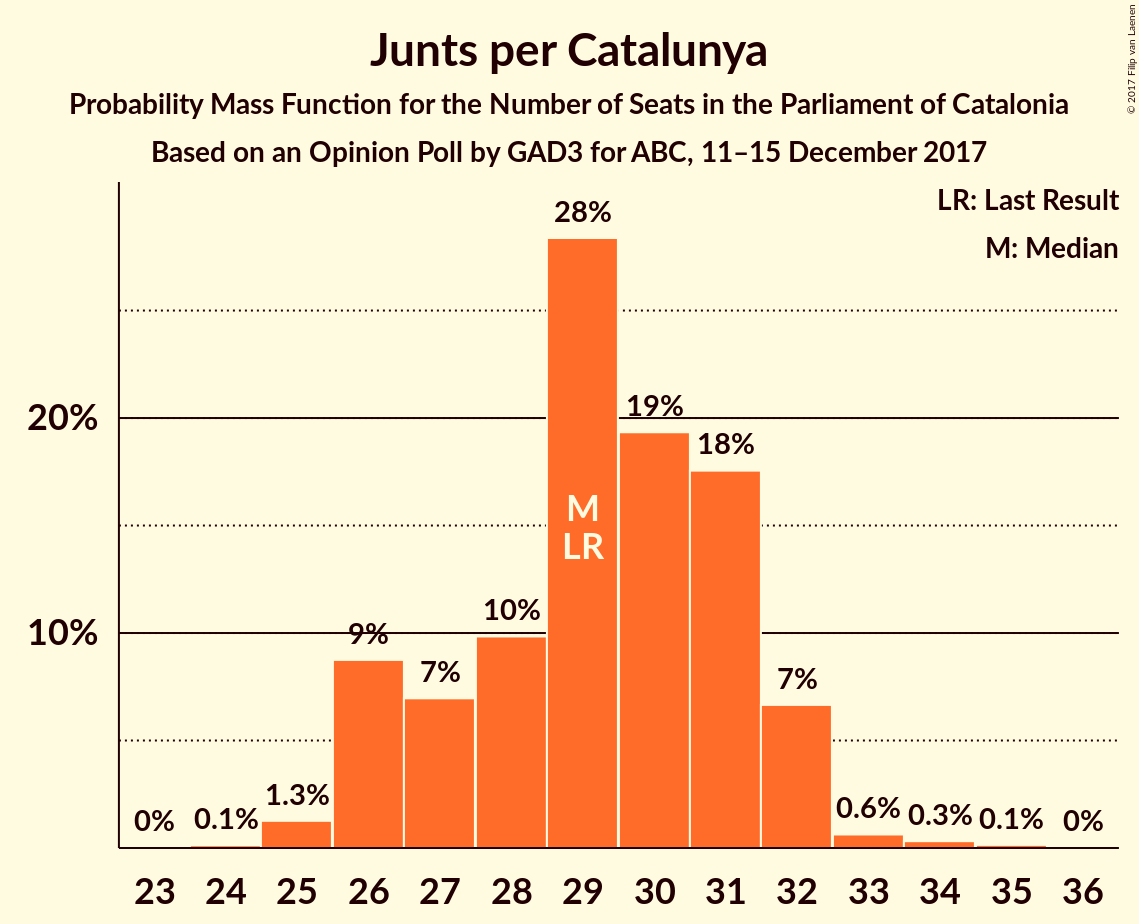 Junts per Catalunya
Probability Mass Function for the Number of Seats in the Parliament of Catalonia
Based on an Opinion Poll by GAD3 for ABC, 11–15 December 2017
© 2017 Filip van Laenen
LR: Last Result
M: Median
28%
20%
19%
18%
M
LR
10%
10%
9%
7%
7%
1.3%
0%
0.1%
0.6%
0.3%
0.1%
0%
23 24 25 26 27 28 29 30 31 32 33 34 35 36